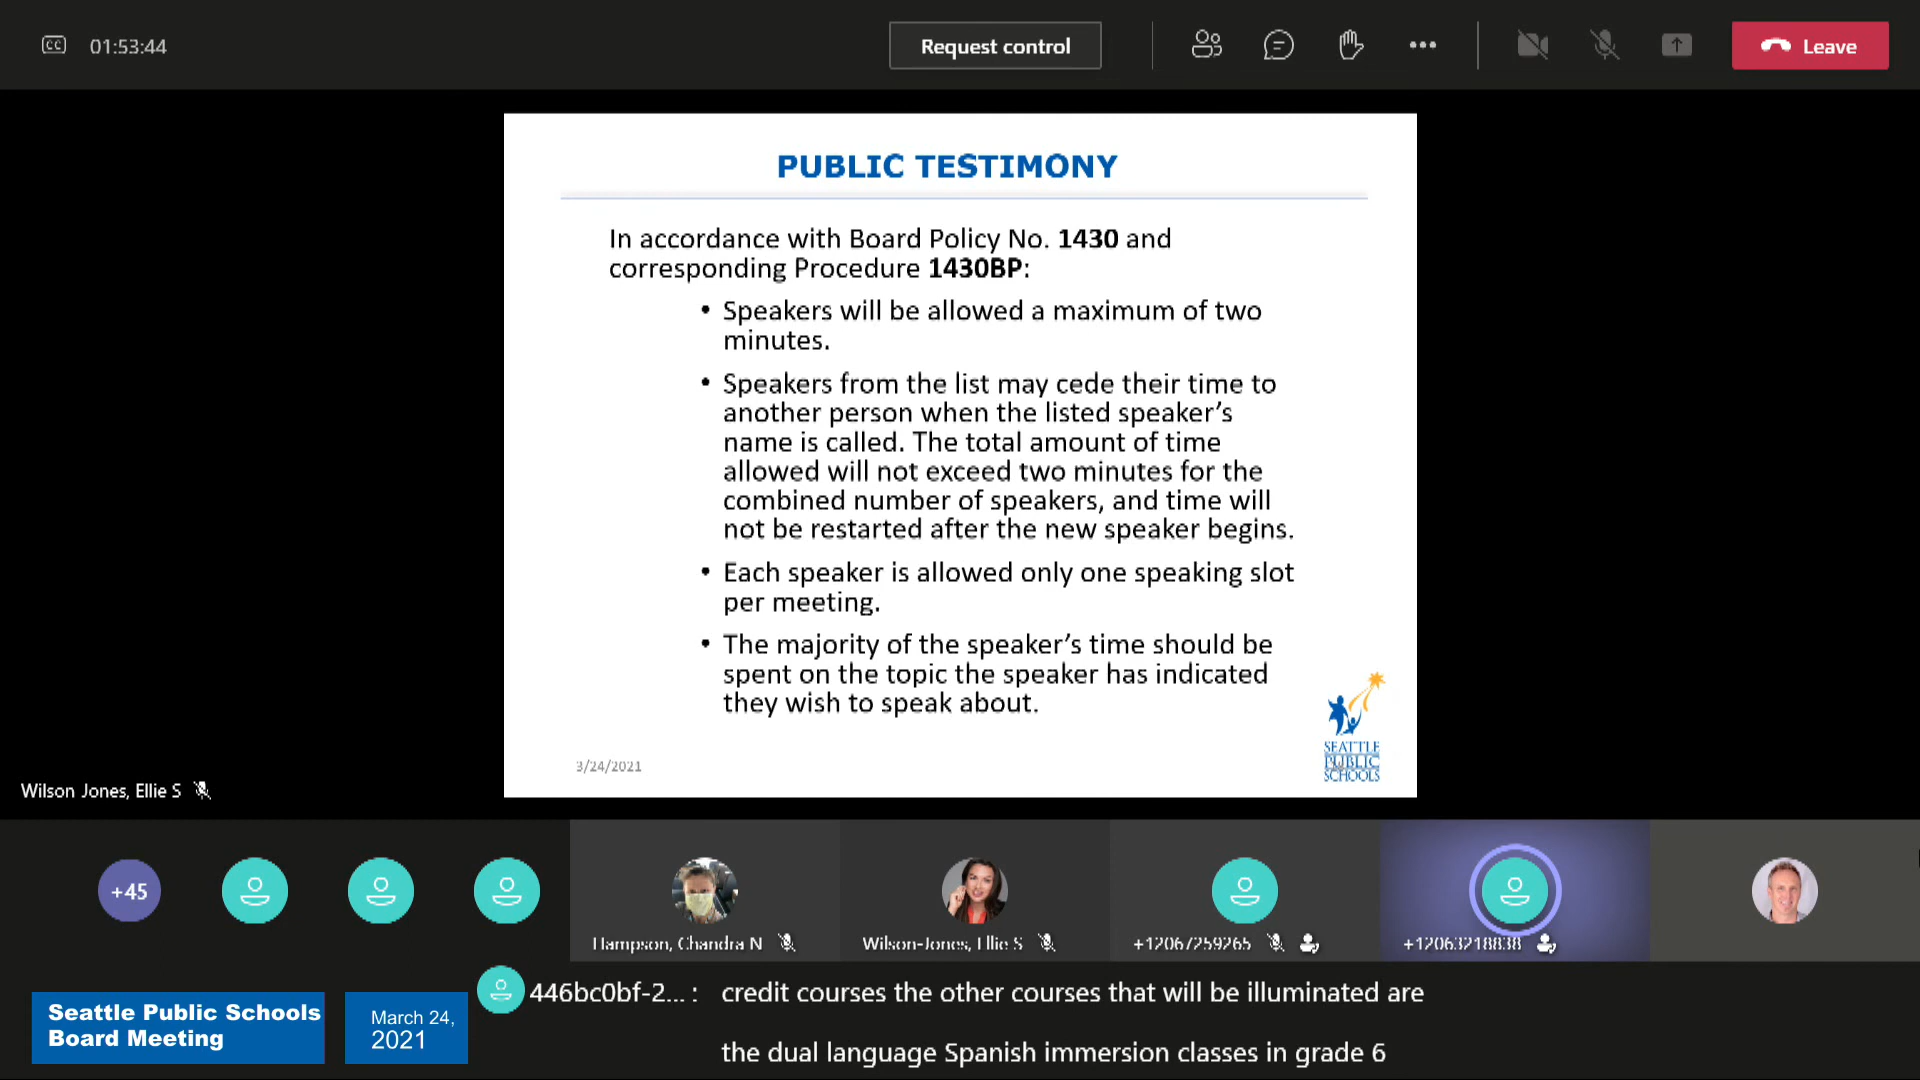 CC 01:53:44
Request control
Leave
PUBLIC TESTIMONY
In accordance with Board Policy No. 1430 and
corresponding Procedure 1430BP:
• Speakers will be allowed a maximum of two
minutes.
• Speakers from the list may cede their time to
another person when the listed speaker’s
name is called. The total amount of time
allowed will not exceed two minutes for the
combined number of speakers, and time will
not be restarted after the new speaker begins.
• Each speaker is allowed only one speaking slot
per meeting.
• The majority of the speaker’s time should be
spent on the topic the speaker has indicated
they wish to speak about.
3/24/2021
SEATTLE
PUBLIC
SCHOOLS
Wilson Jones, Ellie S
+45
Hampson, Chandra N
Wilson-Jones, Ellie S
+12067259265
+12063218838
446bc0bf-2... : credit courses the other courses that will be illuminated are
the dual language Spanish immersion classes in grade 6
Seattle Public Schools
Board Meeting
March 24,
2021